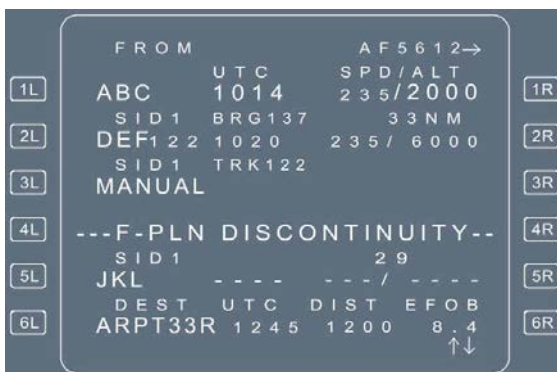 FROM AF5612→
UTC SPD/ALT
1L ABC 1014 235/2000 1R
SID1 BRG137 33NM
2L DEF122 1020 235/ 6000 2R
SID1 TRK122
3L MANUAL 3R
4L ---F-PLN DISCONTINUITY-- 4R
SID1 29
5L JKL ---- ---/ ---- 5R
DEST UTC DIST EFOB
6L ARPT33R 1245 1200 8.4 6R
↑↓